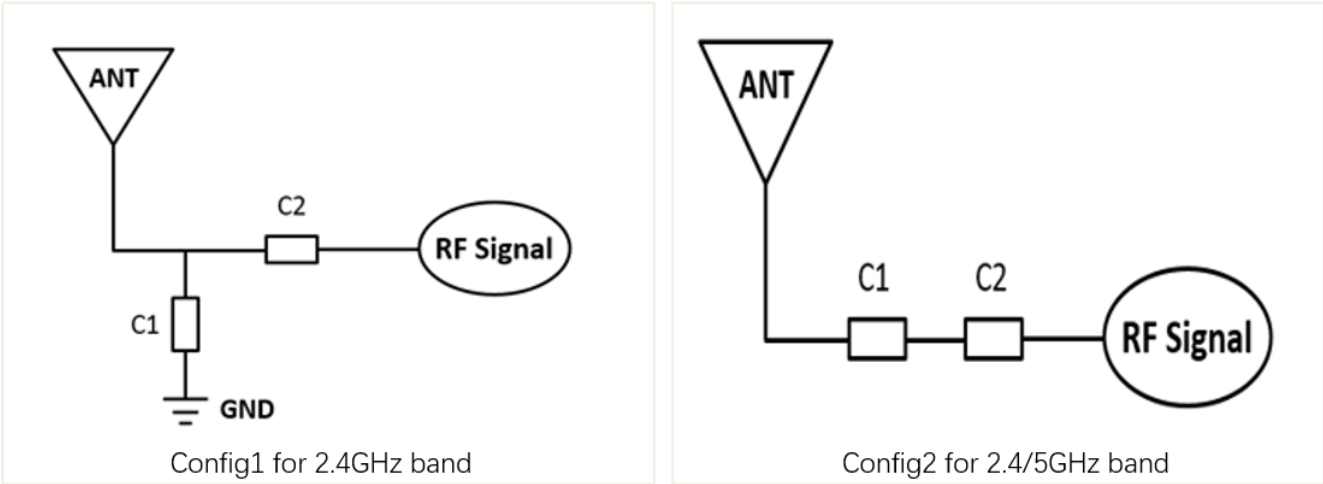 ANT
C2
RF Signal
C1
GND
Config1 for 2.4GHz band
ANT
C1 C2
RF Signal
Config2 for 2.4/5GHz band